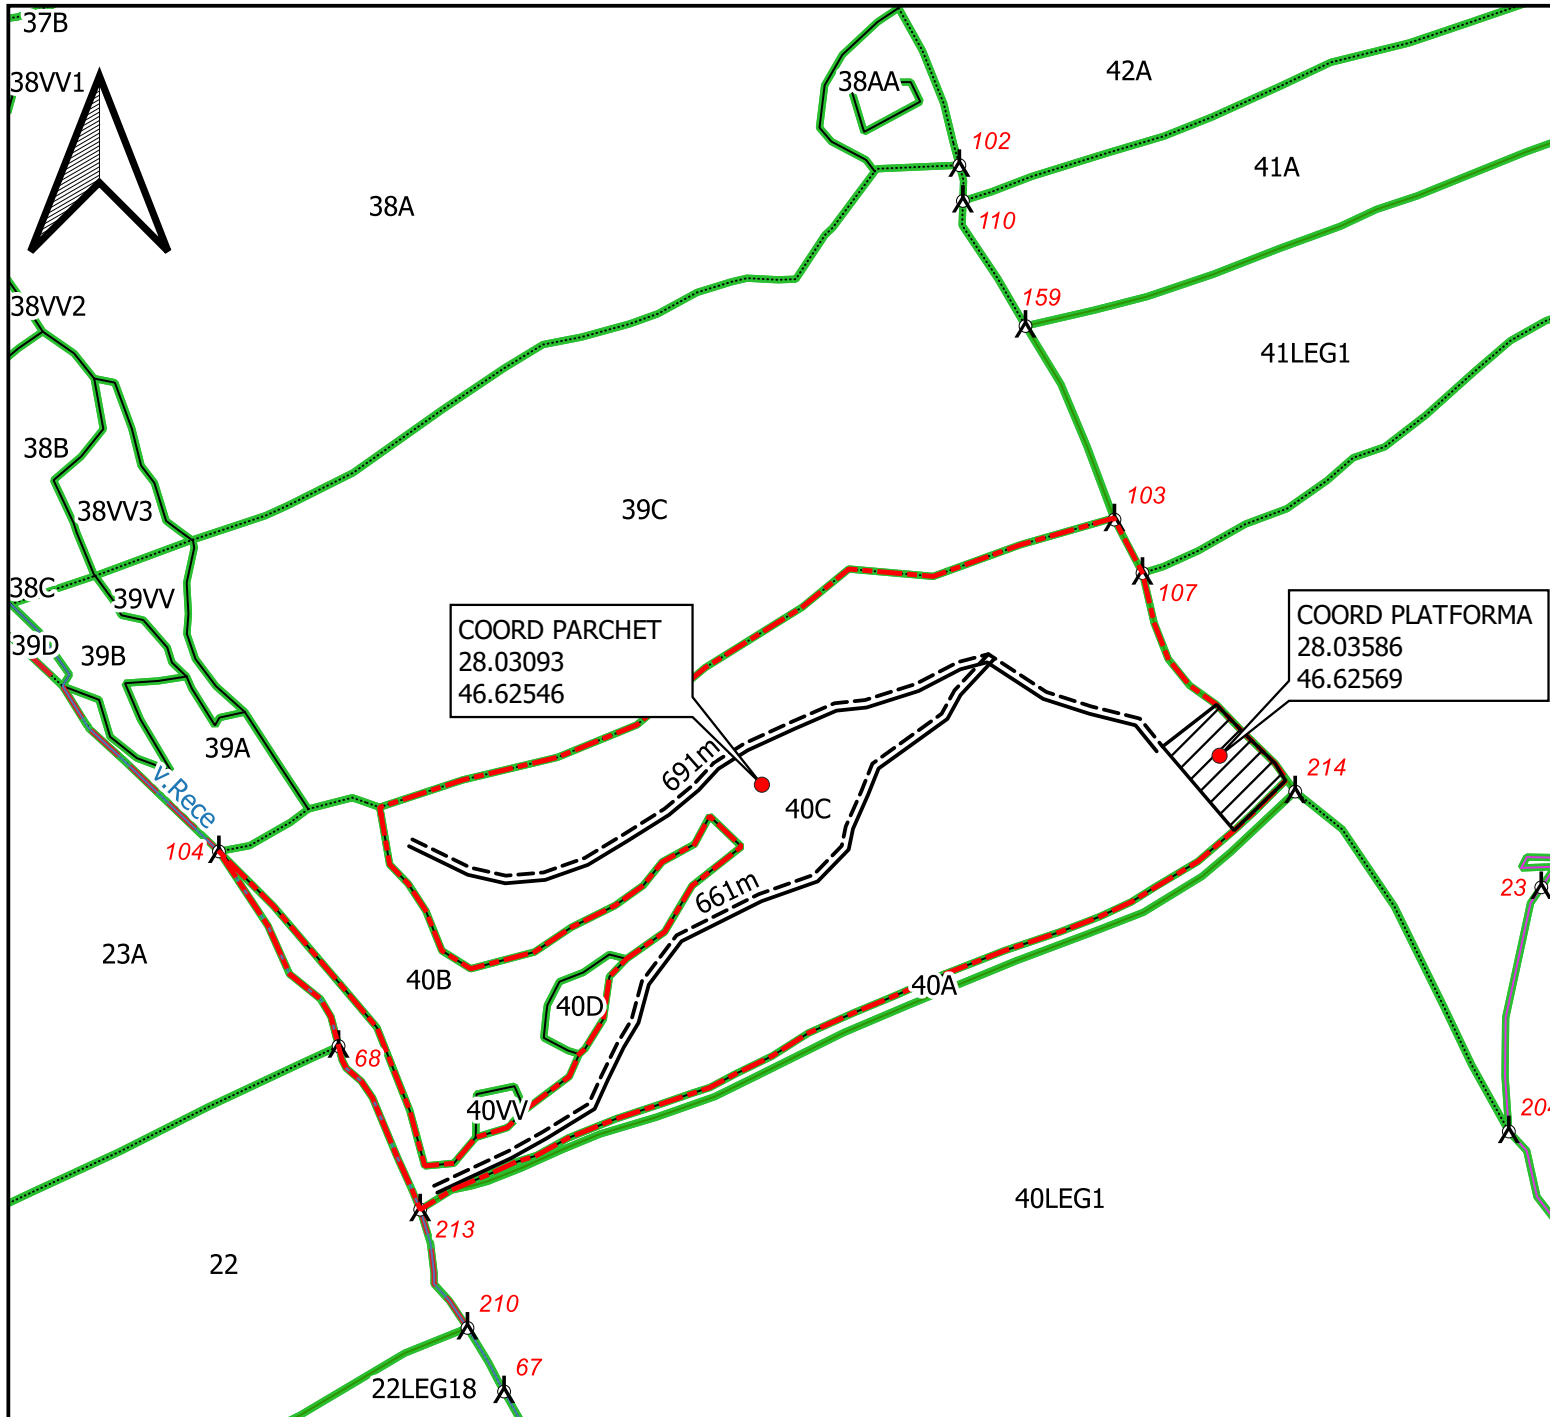 37B
38VV1
38AA
42A
102
41A
38A
110
38VV2
159
41LEG1
38B
38VV3
39C
103
38C
39VV
107
39D
39B
COORD PARCHET
28.03093
46.62546
COORD PLATFORMA
28.03586
46.62569
39A
v.Rece
691m
40C
214
104
661m
23
23A
40B
40D
40A
68
40VV
204
213
40LEG1
22
210
67
22LEG18